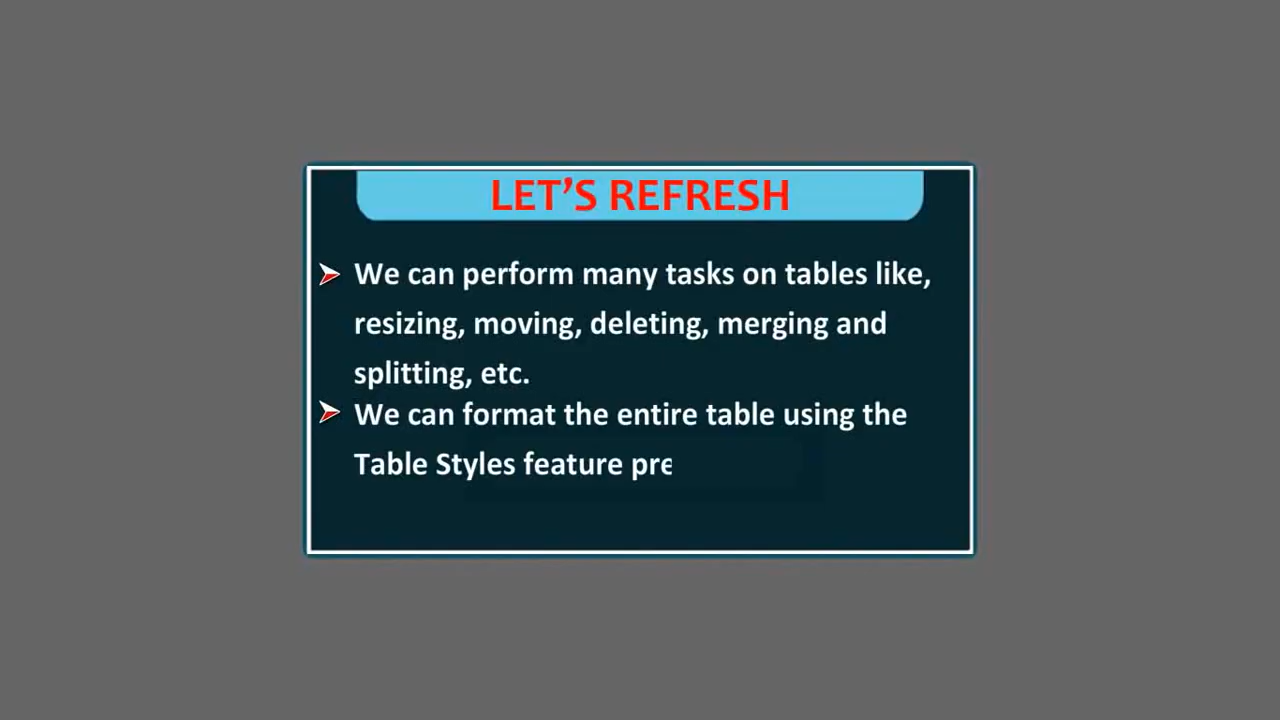 LET'S REFRESH
We can perform many tasks on tables like,
resizing, moving, deleting, merging and
splitting, etc.
We can format the entire table using the
Table Styles feature pre